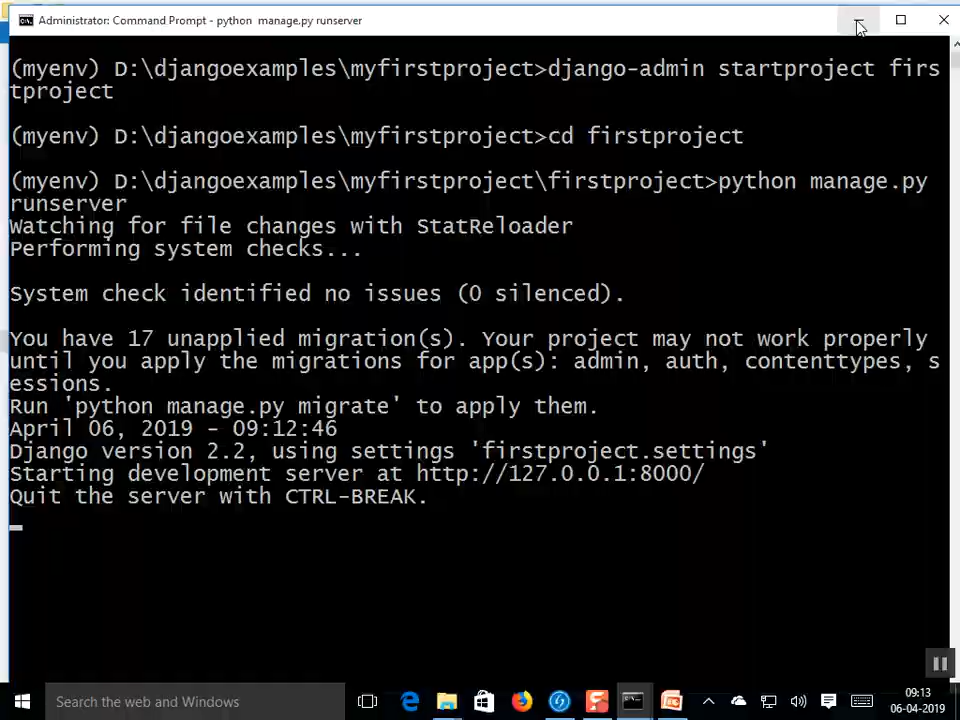 Administrator: Command Prompt - python  manage.py runserver
(myenv) D:\djangoexamples\myfirstproject>django-admin startproject firs
tproject
(myenv) D:\djangoexamples\myfirstproject>cd firstproject
(myenv) D:\djangoexamples\myfirstproject\firstproject>python manage.py
runserver
Watching for file changes with StatReloader
Performing system checks...
System check identified no issues (0 silenced).
You have 17 unapplied migration(s). Your project may not work properly
until you apply the migrations for app(s): admin, auth, contenttypes, s
essions.
Run 'python manage.py migrate' to apply them.
April 06, 2019 - 09:12:46
Django version 2.2, using settings 'firstproject.settings'
Starting development server at http://127.0.0.1:8000/
Quit the server with CTRL-BREAK.
Search the web and Windows
09:13
06-04-2019